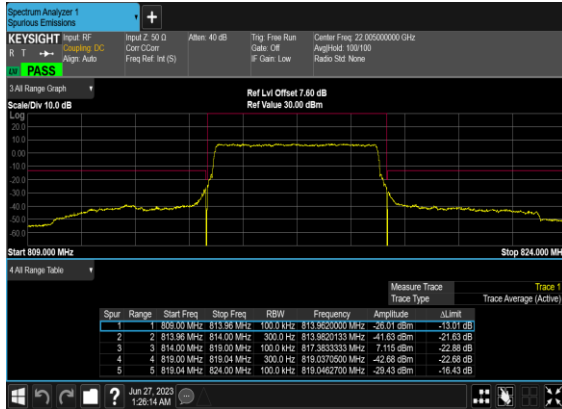 Spectrum Analyzer 1
Spurious Emissions
+
KEYSIGHT Input: RF Input Z: 50 Ω Atten: 40 dB Trig: Free Run Center Freq: 22.005000000 GHz
R T Coupling: DC Corr CCorr Gate: Off Avg|Hold: 100/100
Align: Auto Freq Ref: Int (S) IF Gain: Low Radio Std: None
PASS
3 All Range Graph
Ref Lvl Offset 7.60 dB
Scale/Div 10.0 dB Ref Value 30.00 dBm
Log
20.0
10.0
0.00
-10.0
-20.0
-30.0
-40.0
-50.0
-60.0
Start 809.000 MHz Stop 824.000 MH
4 All Range Table
Measure Trace Trace 1
Trace Type Trace Average (Active)
Spur Range Start Freq Stop Freq RBW Frequency Amplitude ΔLimit
1 1 809.00 MHz 813.96 MHz 100.0 kHz 813.9620000 MHz -26.01 dBm -13.01 dB
2 2 813.96 MHz 814.00 MHz 300.0 Hz 813.9820133 MHz -41.63 dBm -21.63 dB
3 3 814.00 MHz 819.00 MHz 100.0 kHz 817.3833333 MHz 7.115 dBm -22.88 dB
4 4 819.00 MHz 819.04 MHz 300.0 Hz 819.0370500 MHz -42.68 dBm -22.68 dB
5 5 819.04 MHz 824.00 MHz 100.0 kHz 819.0462700 MHz -29.43 dBm -16.43 dB
?
Jun 27, 2023
1:26:14 AM